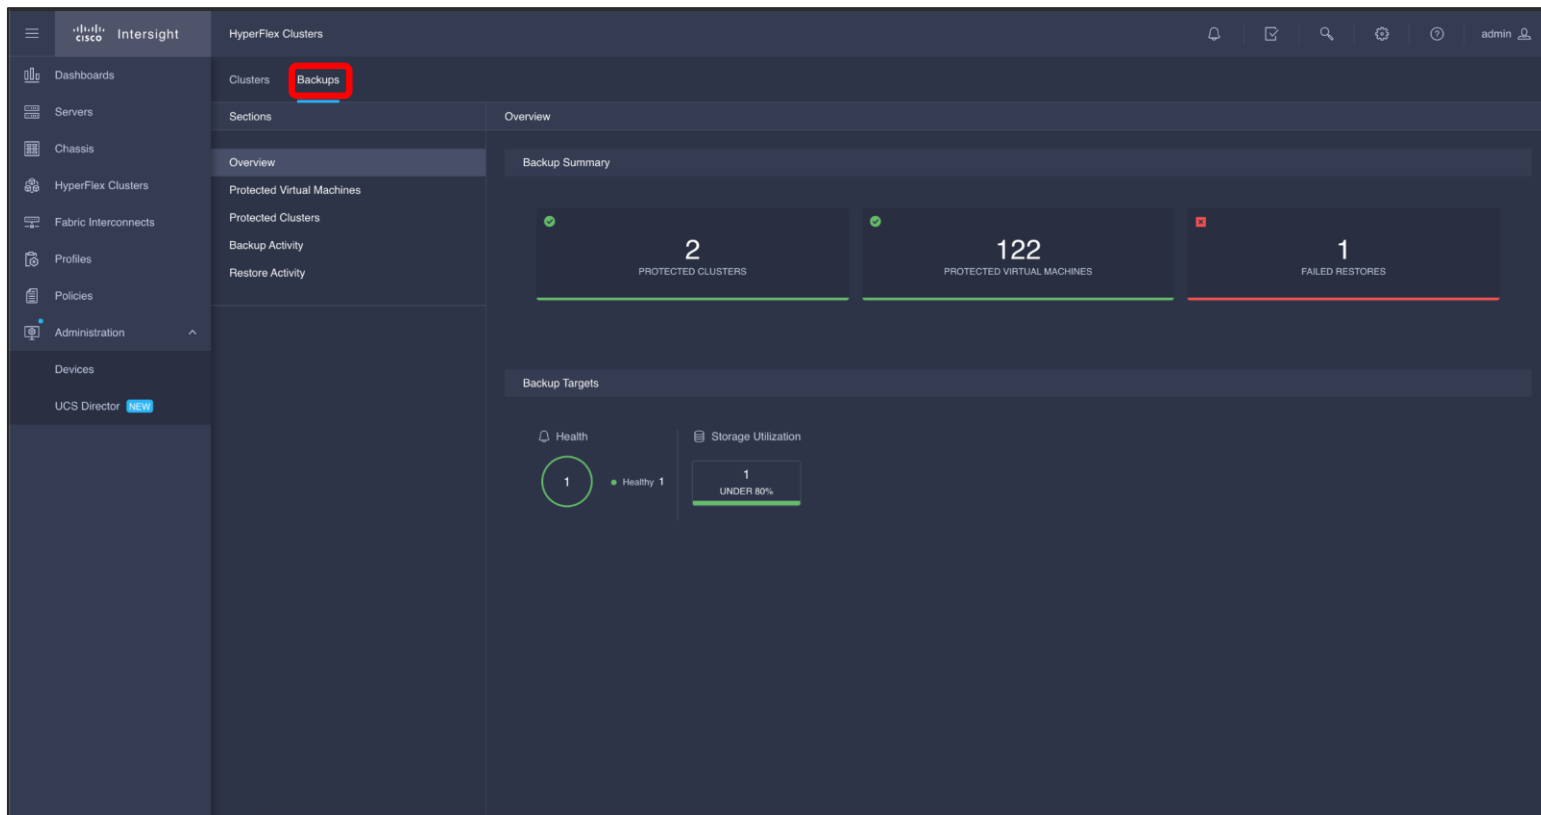 cisco Intersight
HyperFlex Clusters
admin
Dashboards
Servers
Chassis
HyperFlex Clusters
Fabric Interconnects
Profiles
Policies
Administration
Devices
UCS Director NEW
Clusters Backups
Sections
Overview
Protected Virtual Machines
Protected Clusters
Backup Activity
Restore Activity
Overview
Backup Summary
2
PROTECTED CLUSTERS
122
PROTECTED VIRTUAL MACHINES
1
FAILED RESTORES
Backup Targets
Health
1
Healthy 1
Storage Utilization
1
UNDER 80%